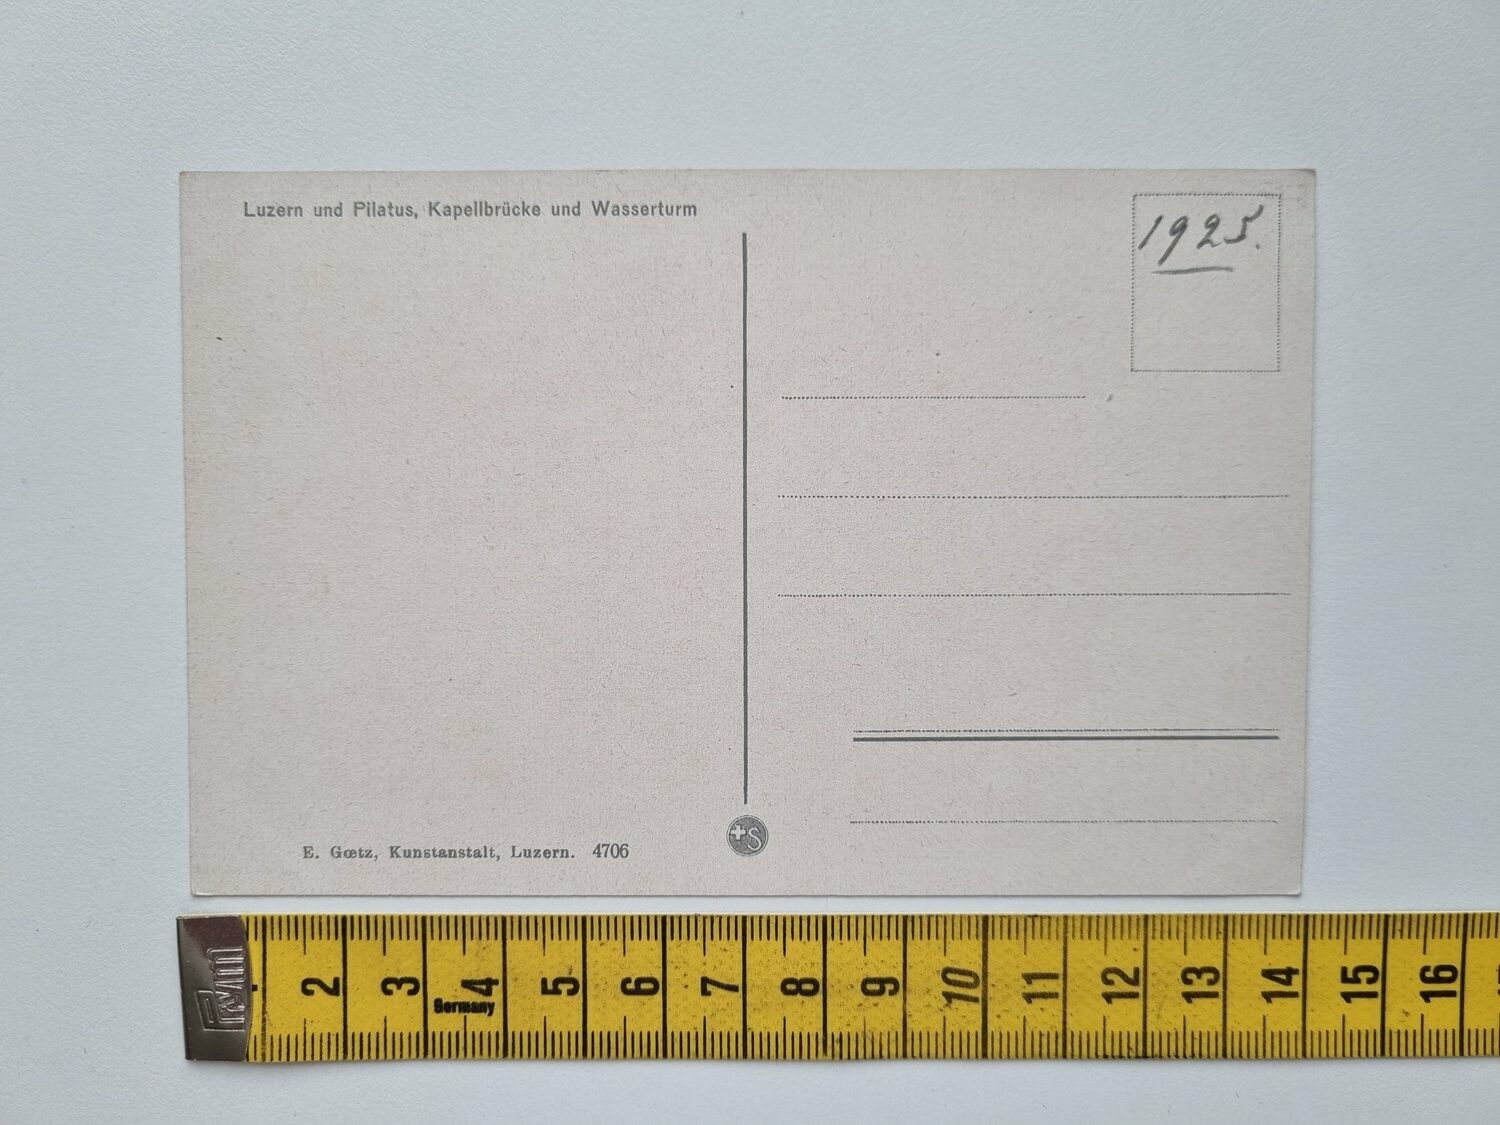 Luzern und Pilatus, Kapellbrücke und Wasserturm
1925.
+S
E. Gœtz, Kunstanstalt, Luzern. 4706
Prym
2 3 4 5 6 7 8 9 10 11 12 13 14 15 16
Germany